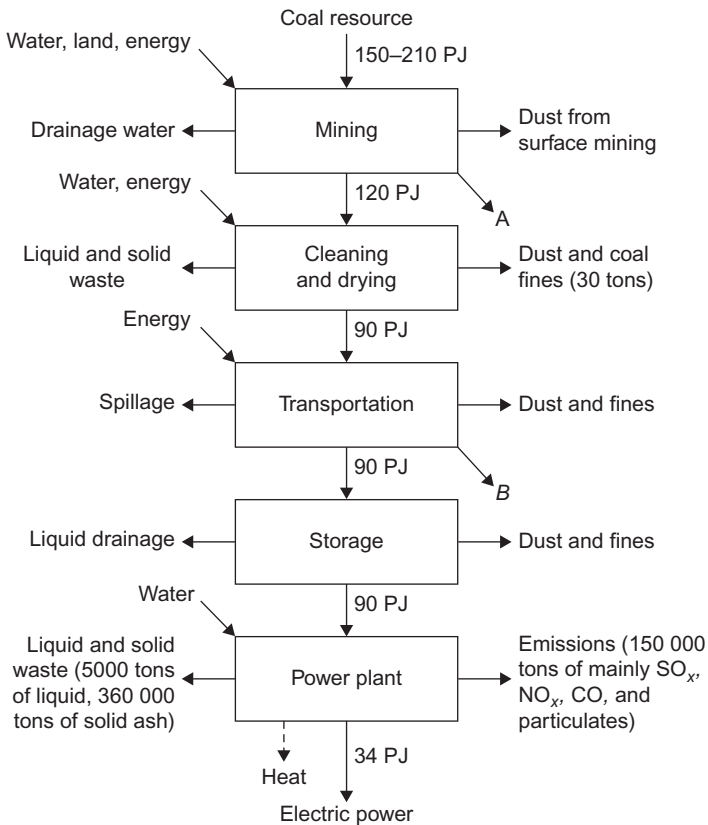 Coal resource
Water, land, energy
150–210 PJ
Drainage water
Mining
Dust from
surface mining
Water, energy
120 PJ
A
Liquid and solid
waste
Cleaning
and drying
Dust and coal
fines (30 tons)
Energy
90 PJ
Spillage
Transportation
Dust and fines
90 PJ
B
Liquid drainage
Storage
Dust and fines
Water
90 PJ
Liquid and solid
waste (5000 tons
of liquid, 360 000
tons of solid ash)
Power plant
Emissions (150 000
tons of mainly SOx,
NOx, CO, and
particulates)
34 PJ
Heat
Electric power